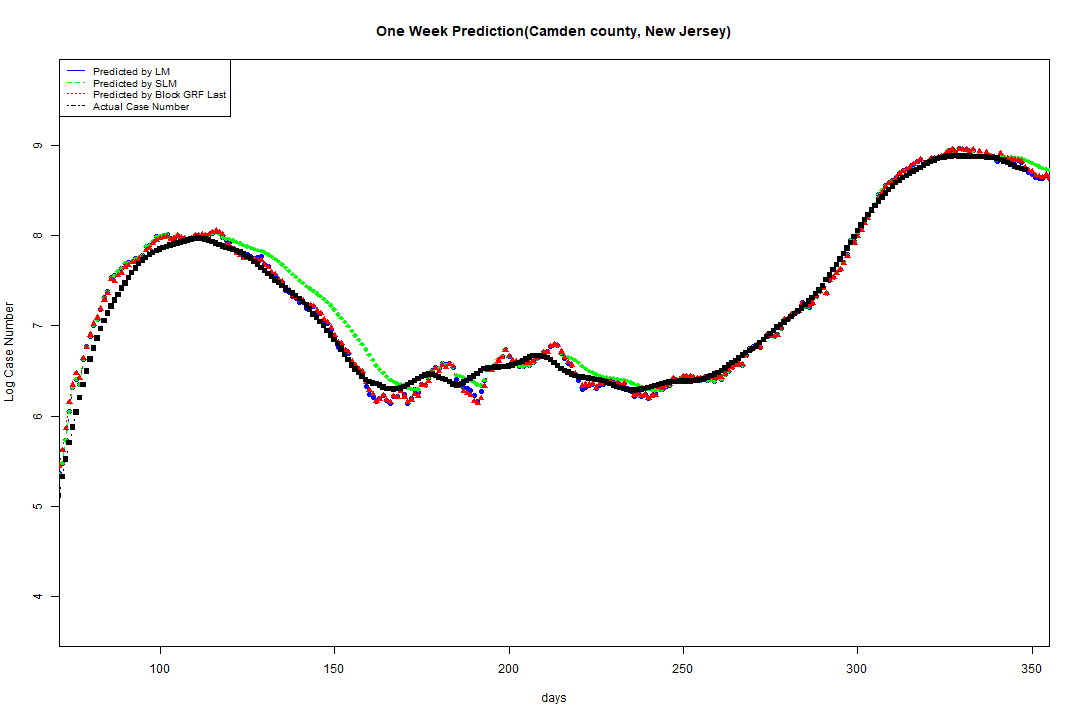 One Week Prediction(Camden county, New Jersey)
Predicted by LM
Predicted by SLM
Predicted by Block GRF Last
Actual Case Number
9
8
7
6
5
4
Log Case Number
100 150 200 250 300 350
days